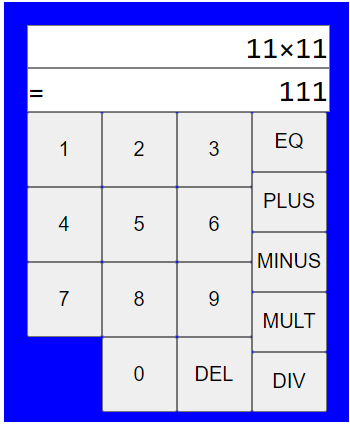 11×11
= 111
1 2 3 EQ
PLUS
4 5 6
MINUS
7 8 9
MULT
0 DEL DIV